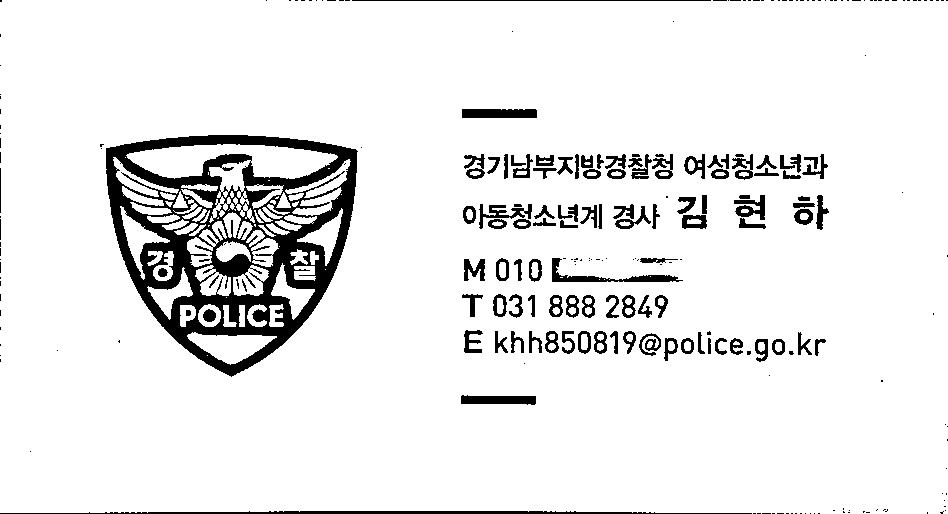 경찰
POLICE
경기남부지방경찰청 여성청소년과
아동청소년계 경사 김 현 하
M 010
T 031 888 2849
E khh850819@police.go.kr